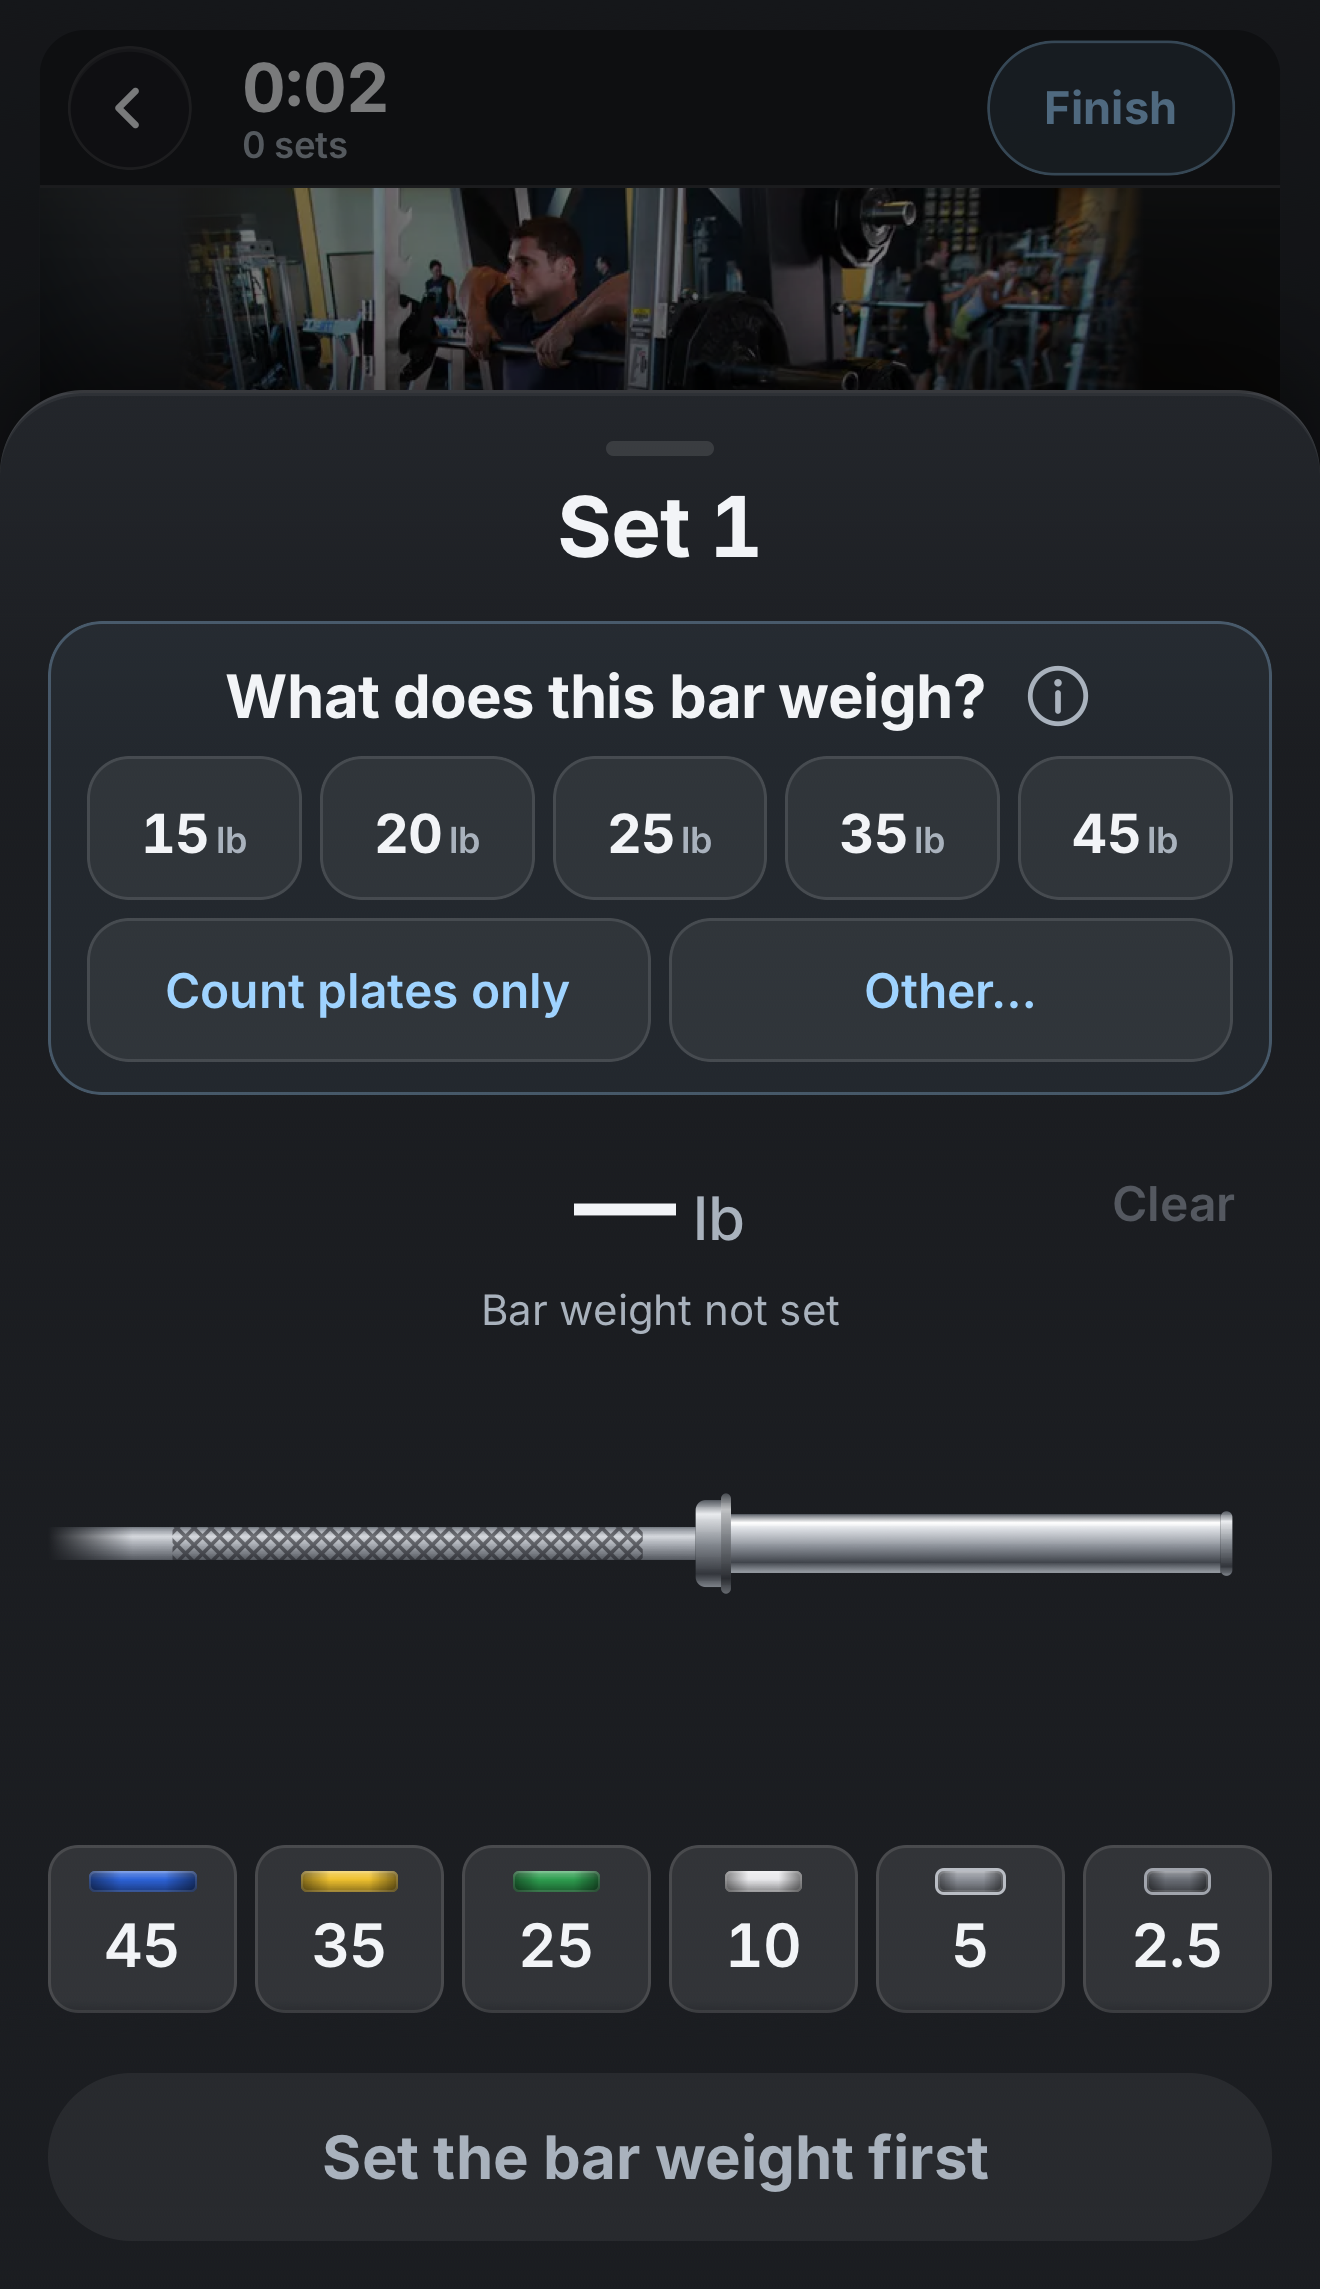 0:02
0 sets
Finish
Set 1
What does this bar weigh?
15 lb
20 lb
25 lb
35 lb
45 lb
Count plates only
Other...
— lb
Clear
Bar weight not set
45
35
25
10
5
2.5
Set the bar weight first